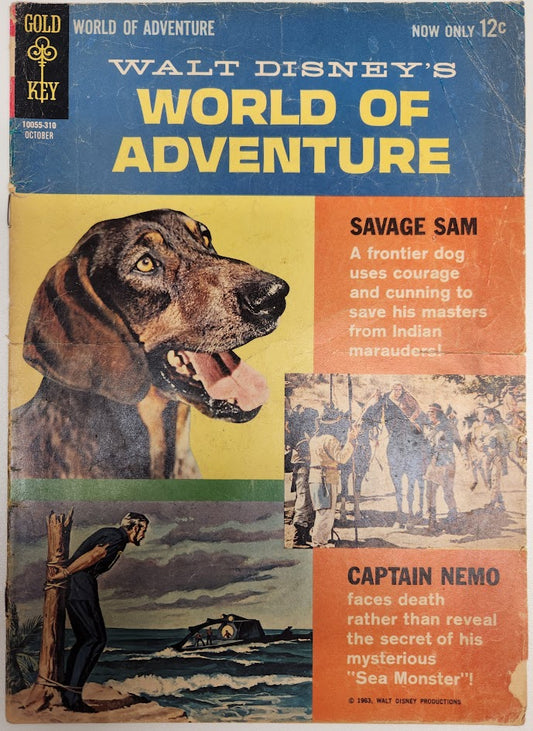 GOLD
KEY
WORLD OF ADVENTURE
NOW ONLY 12c
10055-310
OCTOBER
WALT DISNEY'S
WORLD OF
ADVENTURE
SAVAGE SAM
A frontier dog
uses courage
and cunning to
save his masters
from Indian
marauders!
CAPTAIN NEMO
faces death
rather than reveal
the secret of his
mysterious
"Sea Monster"!
© 1963, WALT DISNEY PRODUCTIONS